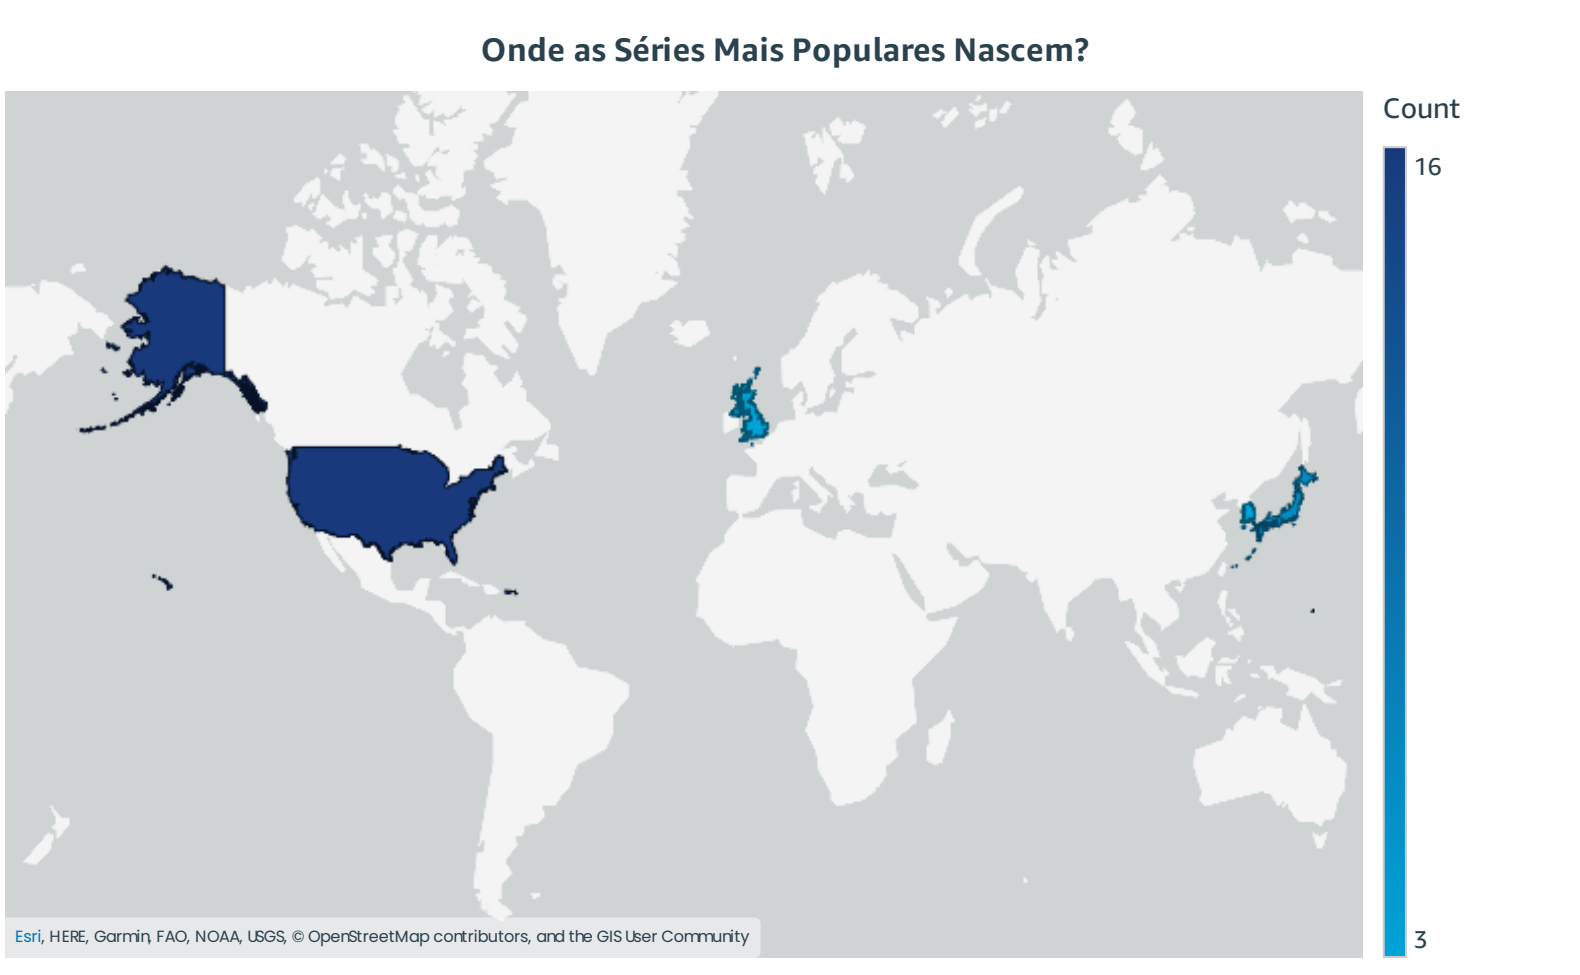 Onde as Séries Mais Populares Nascem?
Count
16
3
Esri, HERE, Garmin, FAO, NOAA, USGS, © OpenStreetMap contributors, and the GIS User Community